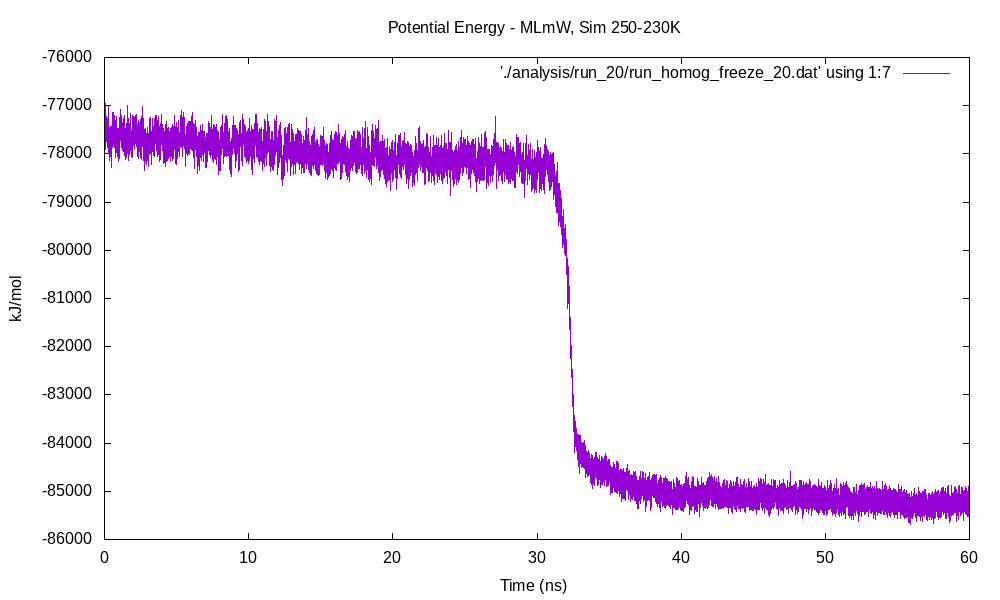 Potential Energy - MLmW, Sim 250-230K
'./analysis/run_20/run_homog_freeze_20.dat' using 1:7
-76000
-77000
-78000
-79000
-80000
-81000
-82000
-83000
-84000
-85000
-86000
kJ/mol
0 10 20 30 40 50 60
Time (ns)